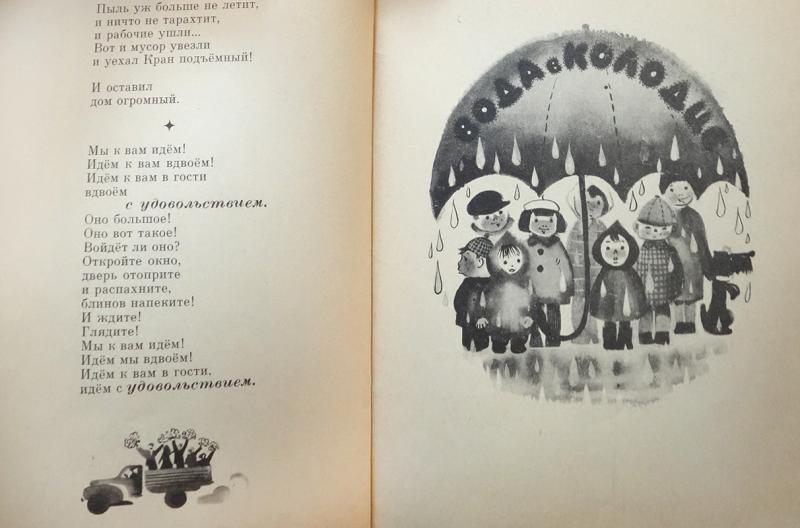 Пыль уж больше не летит,
и ничто не тарахтит,
и рабочие ушли...
Вот и мусор увезли
и уехал Кран подъёмный!
И оставил
дом огромный.
Мы к вам идём!
Идём к вам вдвоём!
Идём к вам в гости
вдвоём
с удовольствием.
Оно большое!
Оно вот такое!
Войдёт ли оно?
Откройте окно,
дверь отоприте
и распахните,
блинов напеките!
И ждите!
Глядите!
Мы к вам идём!
Идём мы вдвоём!
Идём к вам в гости,
идём с удовольствием.
ВОДА в КОЛОДЦЕ